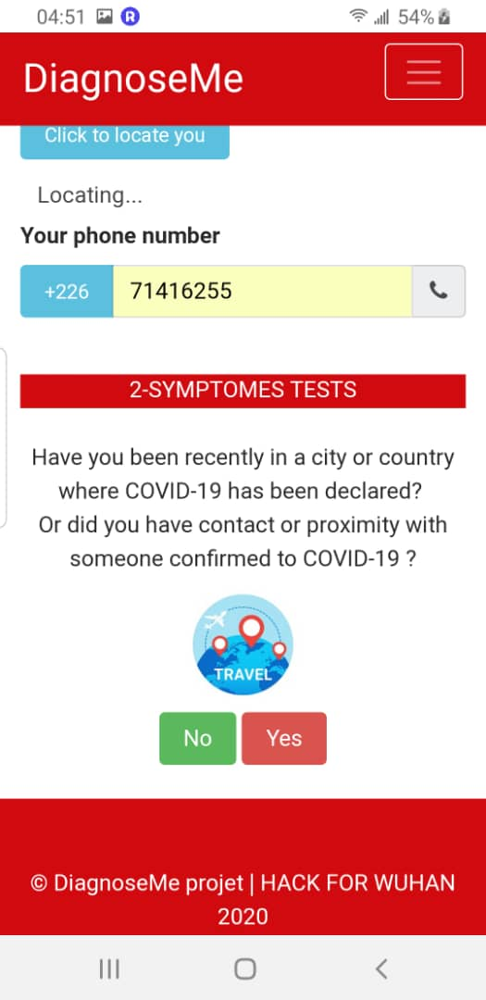 04:51 R 54%
DiagnoseMe
Click to locate you
Locating...
Your phone number
+226 71416255
2-SYMPTOMES TESTS
Have you been recently in a city or country
where COVID-19 has been declared?
Or did you have contact or proximity with
someone confirmed to COVID-19 ?
TRAVEL
No Yes
© DiagnoseMe projet | HACK FOR WUHAN
2020